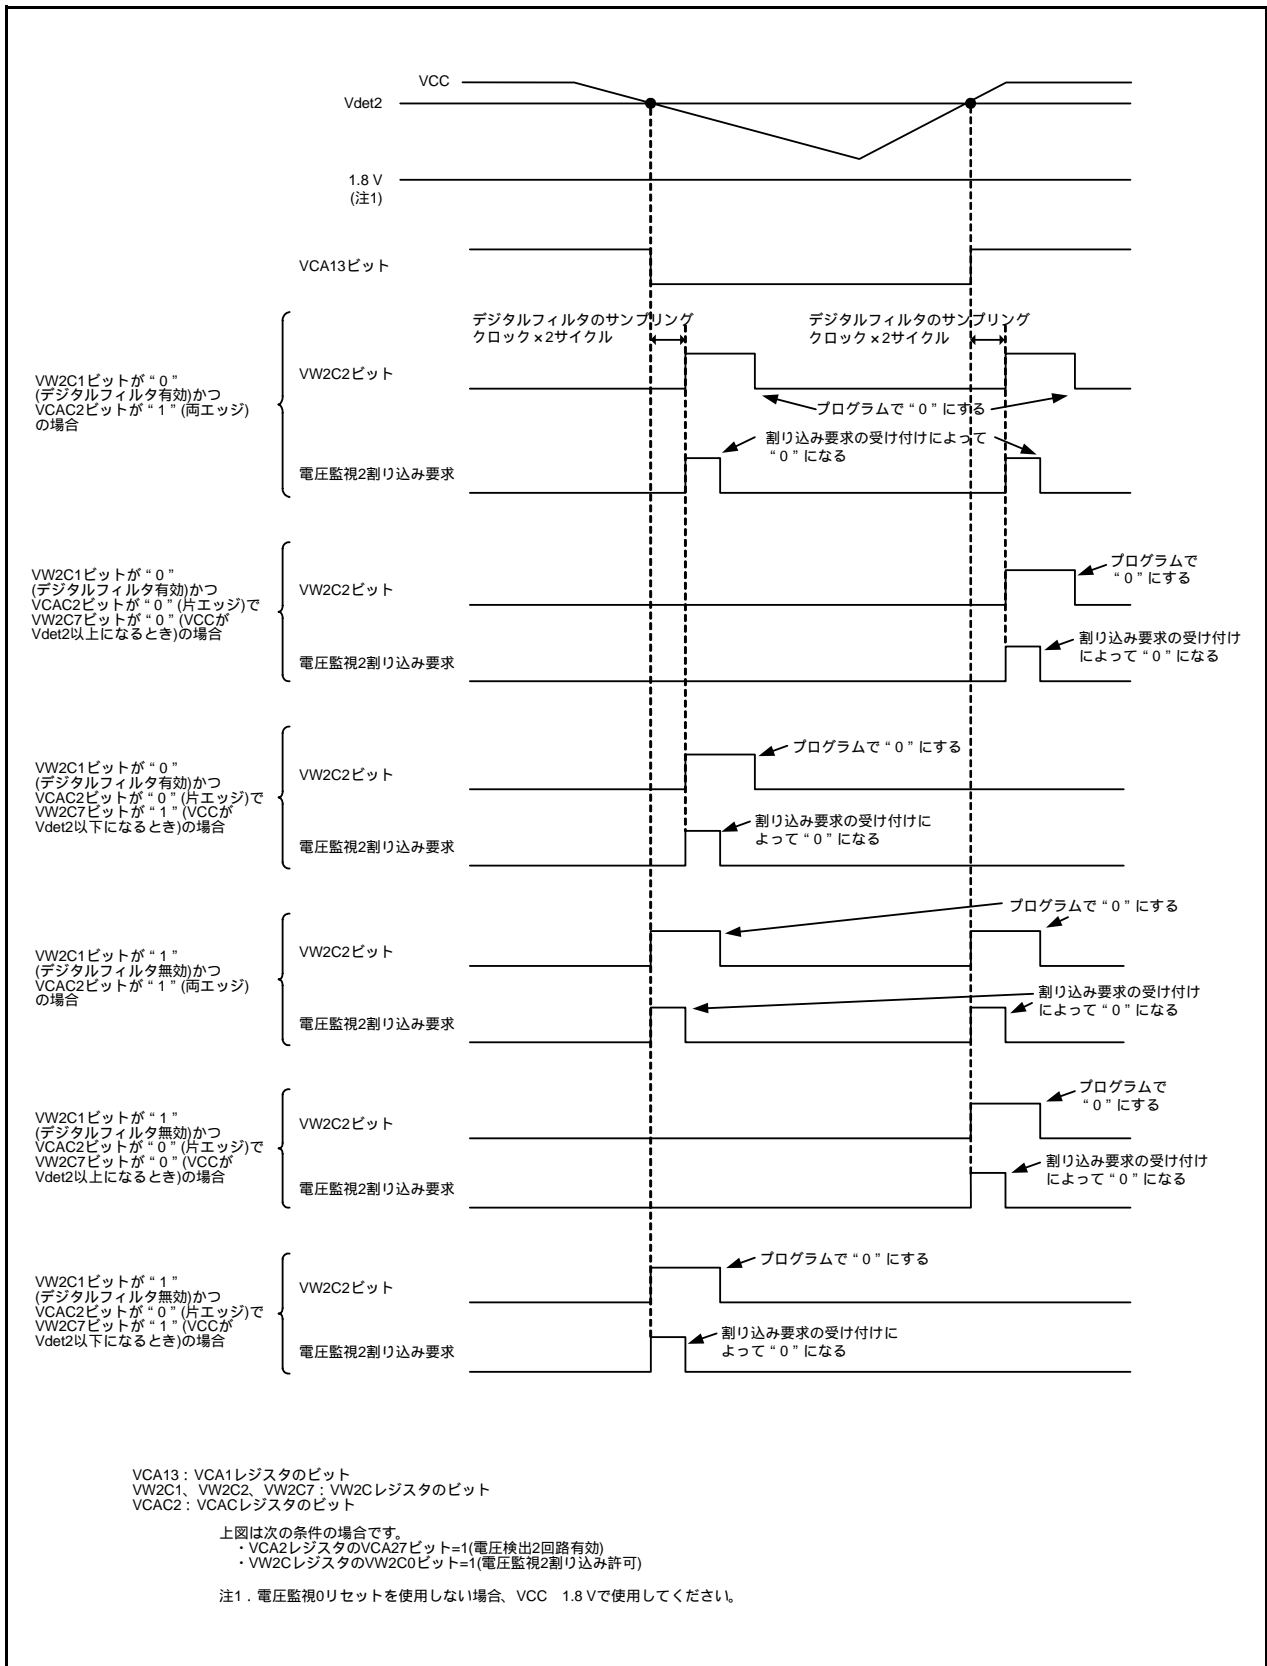 VCC
Vdet2
1.8 V
(注1)
VCA13ビット
デジタルフィルタのサンプリング
クロック×2サイクル
デジタルフィルタのサンプリング
クロック×2サイクル
VW2C1ビットが“0”
(デジタルフィルタ有効)かつ
VCAC2ビットが“1”(両エッジ)
の場合
VW2C2ビット
プログラムで“0”にする
割り込み要求の受け付けによって
“0”になる
電圧監視2割り込み要求
VW2C1ビットが“0”
(デジタルフィルタ有効)かつ
VCAC2ビットが“0”(片エッジ)で
VW2C7ビットが“0”(VCCが
Vdet2以上になるとき)の場合
VW2C2ビット
プログラムで
“0”にする
電圧監視2割り込み要求
割り込み要求の受け付け
によって“0”になる
VW2C1ビットが“0”
(デジタルフィルタ有効)かつ
VCAC2ビットが“0”(片エッジ)で
VW2C7ビットが“1”(VCCが
Vdet2以下になるとき)の場合
VW2C2ビット
プログラムで“0”にする
電圧監視2割り込み要求
割り込み要求の受け付けに
よって“0”になる
VW2C1ビットが“1”
(デジタルフィルタ無効)かつ
VCAC2ビットが“1”(両エッジ)
の場合
VW2C2ビット
プログラムで“0”にする
電圧監視2割り込み要求
割り込み要求の受け付け
によって“0”になる
VW2C1ビットが“1”
(デジタルフィルタ無効)かつ
VCAC2ビットが“0”(片エッジ)で
VW2C7ビットが“0”(VCCが
Vdet2以上になるとき)の場合
VW2C2ビット
プログラムで
“0”にする
電圧監視2割り込み要求
割り込み要求の受け付け
によって“0”になる
VW2C1ビットが“1”
(デジタルフィルタ無効)かつ
VCAC2ビットが“0”(片エッジ)で
VW2C7ビットが“1”(VCCが
Vdet2以下になるとき)の場合
VW2C2ビット
プログラムで“0”にする
電圧監視2割り込み要求
割り込み要求の受け付けに
よって“0”になる
VCA13：VCA1レジスタのビット
VW2C1、VW2C2、VW2C7：VW2Cレジスタのビット
VCAC2：VCACレジスタのビット
上図は次の条件の場合です。
・VCA2レジスタのVCA27ビット=1(電圧検出2回路有効)
・VW2CレジスタのVW2C0ビット=1(電圧監視2割り込み許可)
注1．電圧監視0リセットを使用しない場合、VCC　1.8 Vで使用してください。